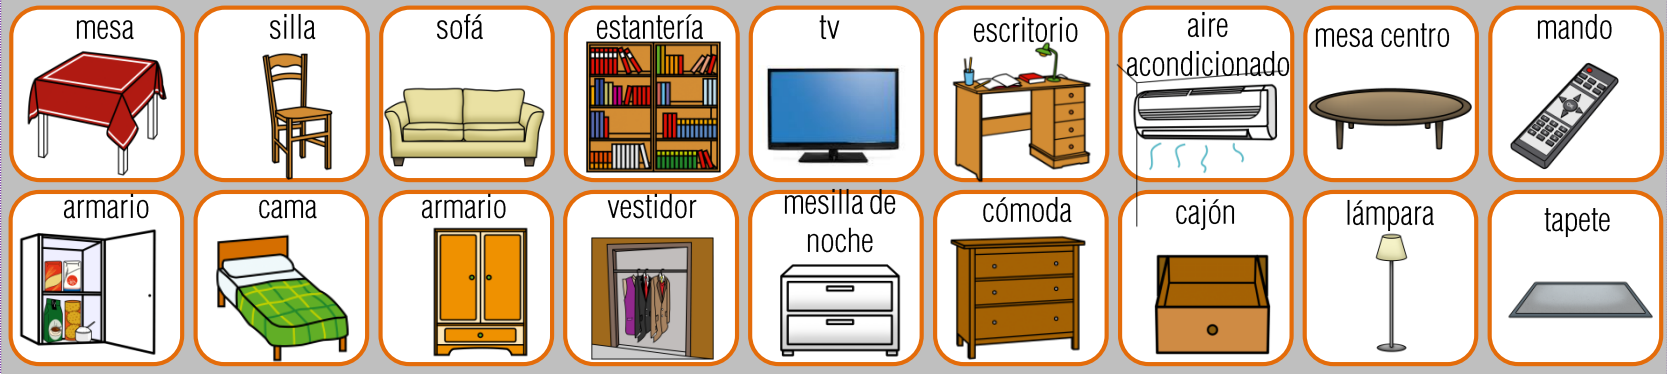 mesa
silla
sofá
estantería
tv
escritorio
aire
acondicionado
mesa centro
mando
armario
cama
armario
vestidor
mesilla de
noche
cómoda
cajón
lámpara
tapete